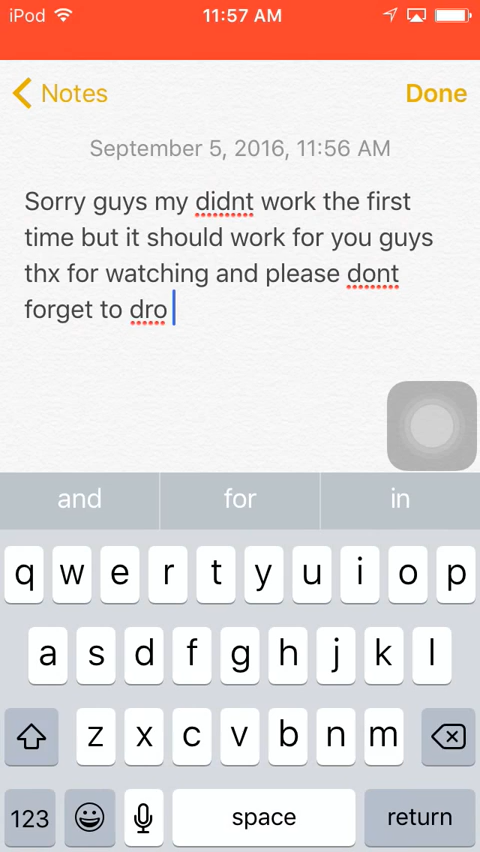 iPod 11:57 AM
Notes Done
September 5, 2016, 11:56 AM
Sorry guys my didnt work the first
time but it should work for you guys
thx for watching and please dont
forget to dro
and for in
q w e r t y u i o p
a s d f g h j k l
z x c v b n m
123 space return